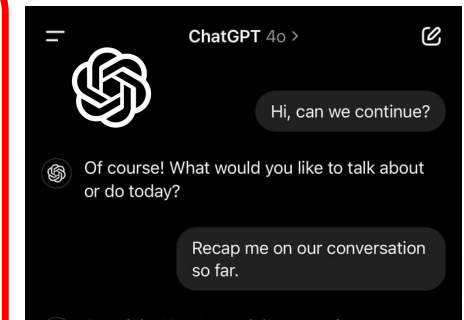 ChatGPT 4o >
Hi, can we continue?
Of course! What would you like to talk about
or do today?
Recap me on our conversation
so far.